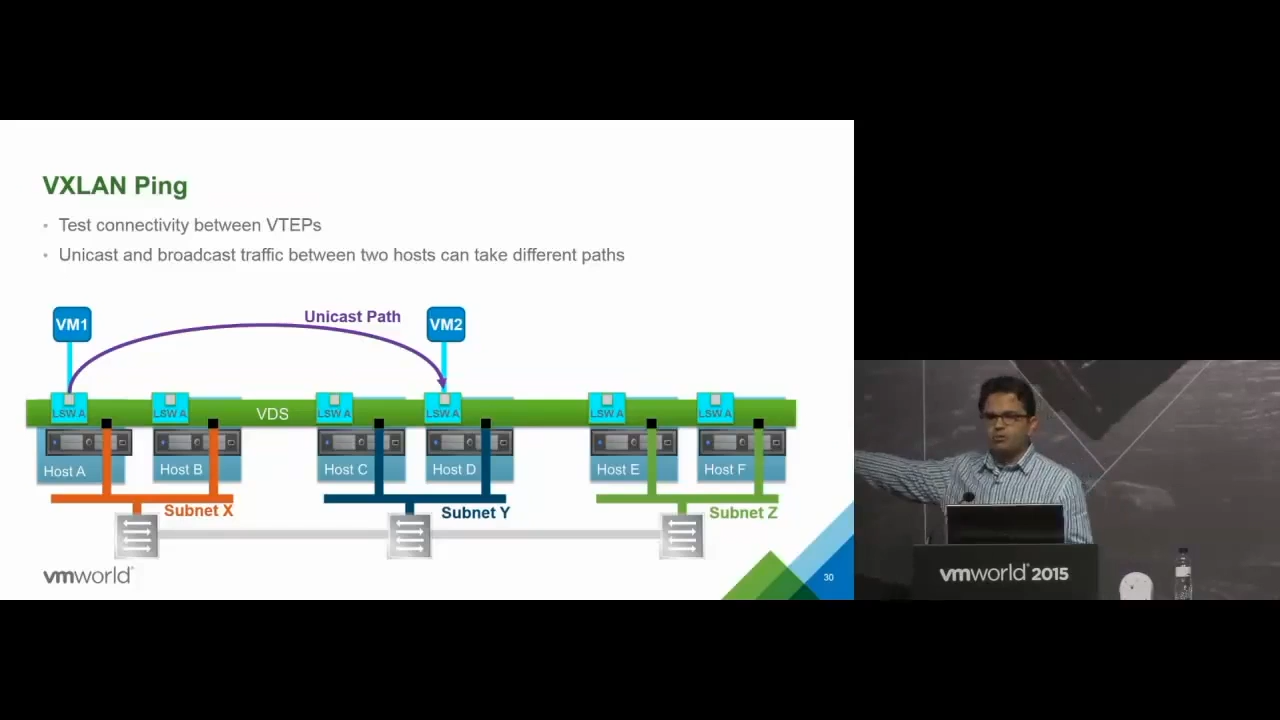 VXLAN Ping
Test connectivity between VTEPs
Unicast and broadcast traffic between two hosts can take different paths
Unicast Path
VM1
VM2
LSW A
LSW A
VDS
LSW A
LSW A
LSW A
LSW A
Host A
Host B
Host C
Host D
Host E
Host F
Subnet X
Subnet Y
Subnet Z
vmworld®
30
vmworld® 2015